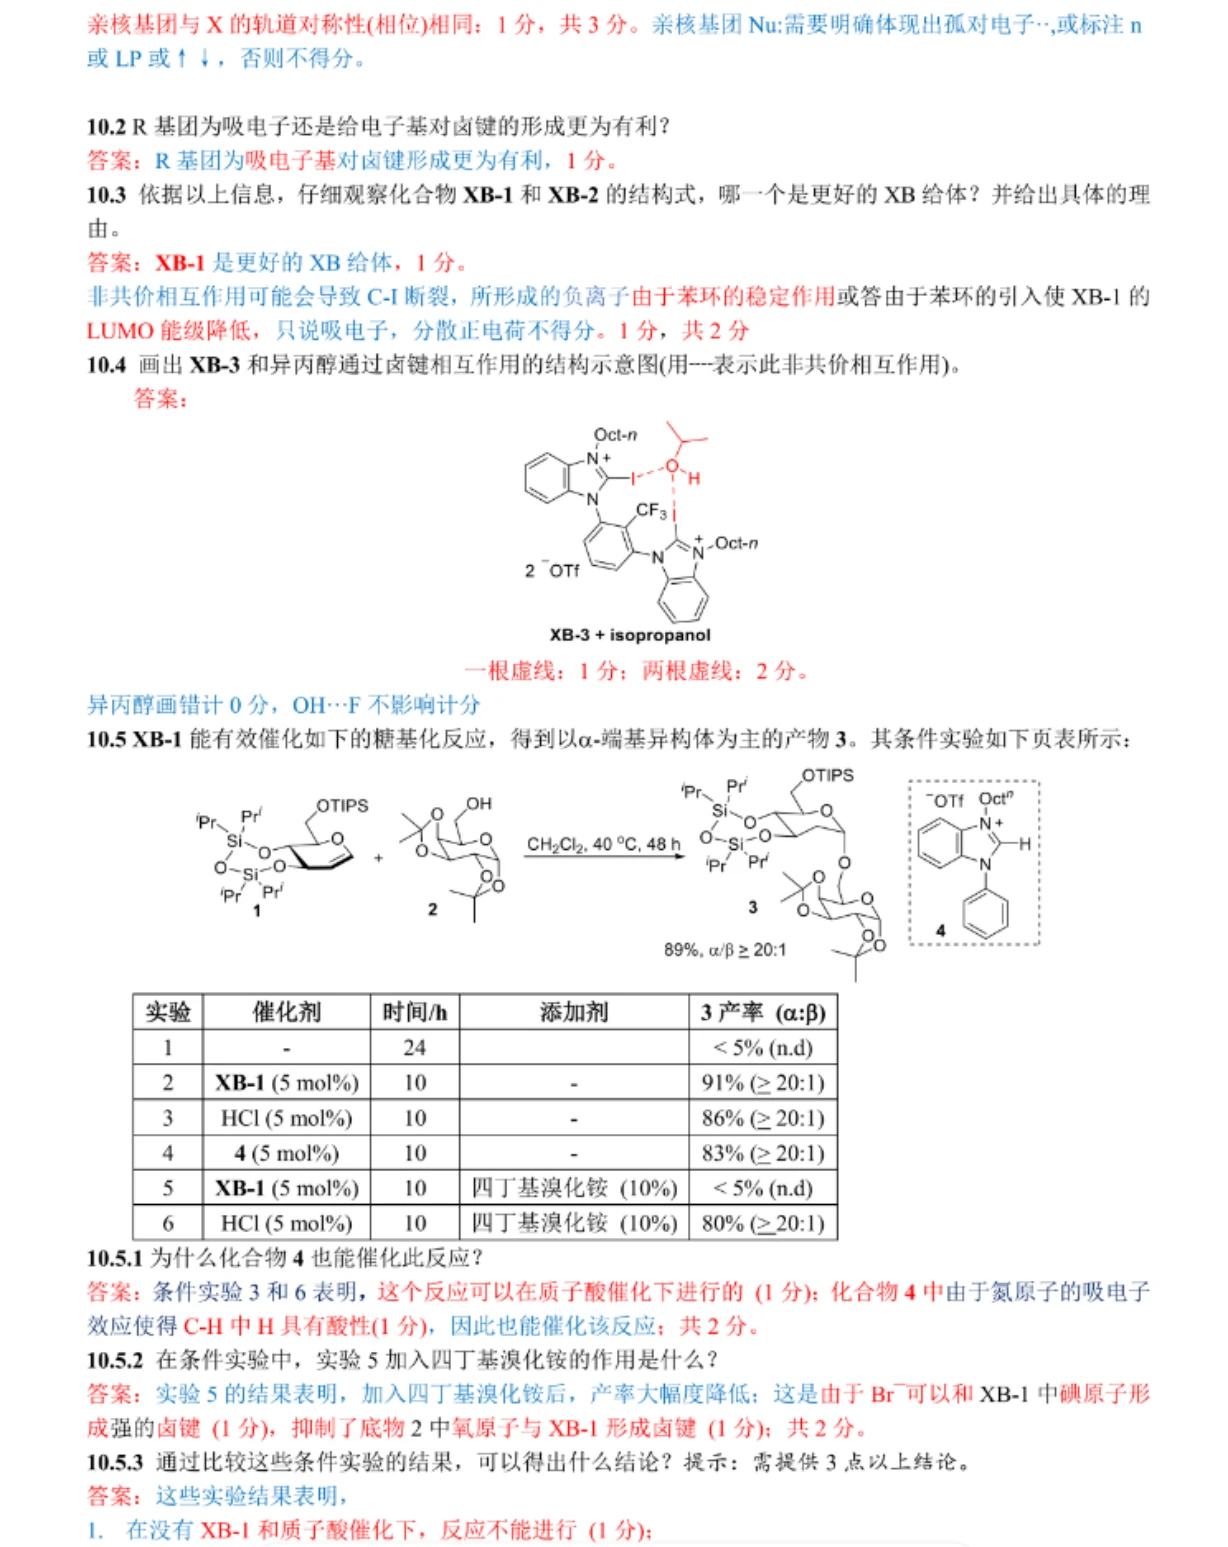 亲核基团与 X 的轨道对称性(相位)相同：1 分，共 3 分。亲核基团 Nu:需要明确体现出孤对电子··,或标注 n
或 LP 或↑↓，否则不得分。
10.2 R 基团为吸电子还是给电子基对卤键的形成更为有利？
答案：R 基团为吸电子基对卤键形成更为有利，1 分。
10.3 依据以上信息，仔细观察化合物 XB-1 和 XB-2 的结构式，哪一个是更好的 XB 给体？并给出具体的理
由。
答案：XB-1 是更好的 XB 给体，1 分。
非共价相互作用可能会导致 C-I 断裂，所形成的负离子由于苯环的稳定作用或答由于苯环的引入使 XB-1 的
LUMO 能级降低，只说吸电子，分散正电荷不得分。1 分，共 2 分
10.4 画出 XB-3 和异丙醇通过卤键相互作用的结构示意图(用---表示此非共价相互作用)。
答案：
Oct-n
N+
I O H
N
CF3 I
N N+ Oct-n
2 -OTf
XB-3 + isopropanol
一根虚线：1 分；两根虚线：2 分。
异丙醇画错计 0 分，OH···F 不影响计分
10.5 XB-1 能有效催化如下的糖基化反应，得到以α-端基异构体为主的产物 3。其条件实验如下页表所示：
iPr Pri OTIPS
Si O O
O Si O
iPr Pri
1
+
OH
O O
O
O O
2
CH2Cl2, 40 °C, 48 h
iPr Pri OTIPS
Si O O
O Si O
iPr Pri O
O O
O
O O
3
89%, α/β ≥ 20:1
-OTf Octn
N+
H
N
4
实验 催化剂 时间/h 添加剂 3 产率 (α:β)
1 - 24 < 5% (n.d)
2 XB-1 (5 mol%) 10 - 91% (≥ 20:1)
3 HCl (5 mol%) 10 - 86% (≥ 20:1)
4 4 (5 mol%) 10 - 83% (≥ 20:1)
5 XB-1 (5 mol%) 10 四丁基溴化铵 (10%) < 5% (n.d)
6 HCl (5 mol%) 10 四丁基溴化铵 (10%) 80% (≥ 20:1)
10.5.1 为什么化合物 4 也能催化此反应？
答案：条件实验 3 和 6 表明，这个反应可以在质子酸催化下进行的 (1 分)；化合物 4 中由于氮原子的吸电子
效应使得 C-H 中 H 具有酸性(1 分)，因此也能催化该反应；共 2 分。
10.5.2 在条件实验中，实验 5 加入四丁基溴化铵的作用是什么？
答案：实验 5 的结果表明，加入四丁基溴化铵后，产率大幅度降低；这是由于 Br⁻可以和 XB-1 中碘原子形
成强的卤键 (1 分)，抑制了底物 2 中氧原子与 XB-1 形成卤键 (1 分)；共 2 分。
10.5.3 通过比较这些条件实验的结果，可以得出什么结论？提示：需提供 3 点以上结论。
答案：这些实验结果表明，
1. 在没有 XB-1 和质子酸催化下，反应不能进行 (1 分)；